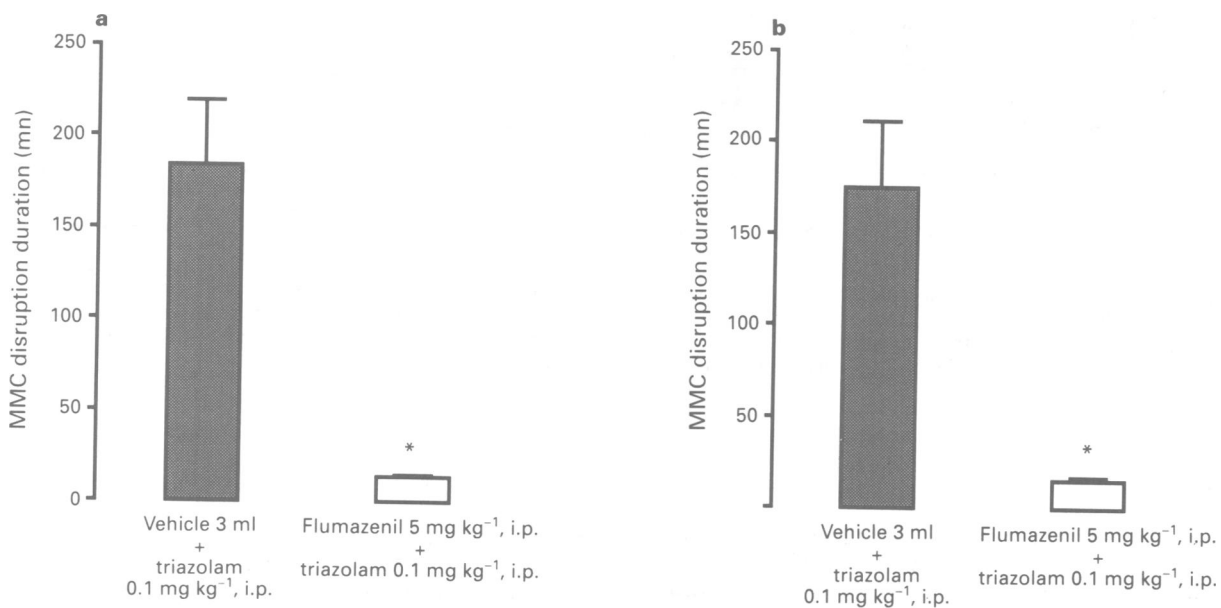 a
MMC disruption duration (mn)
250
200
150
100
50
0
*
Vehicle 3 ml
+
triazolam
0.1 mg kg⁻¹, i.p.
Flumazenil 5 mg kg⁻¹, i.p.
+
triazolam 0.1 mg kg⁻¹, i.p.
b
MMC disruption duration (mn)
250
200
150
100
50
*
Vehicle 3 ml
+
triazolam
0.1 mg kg⁻¹, i.p.
Flumazenil 5 mg kg⁻¹, i.p.
+
triazolam 0.1 mg kg⁻¹, i.p.